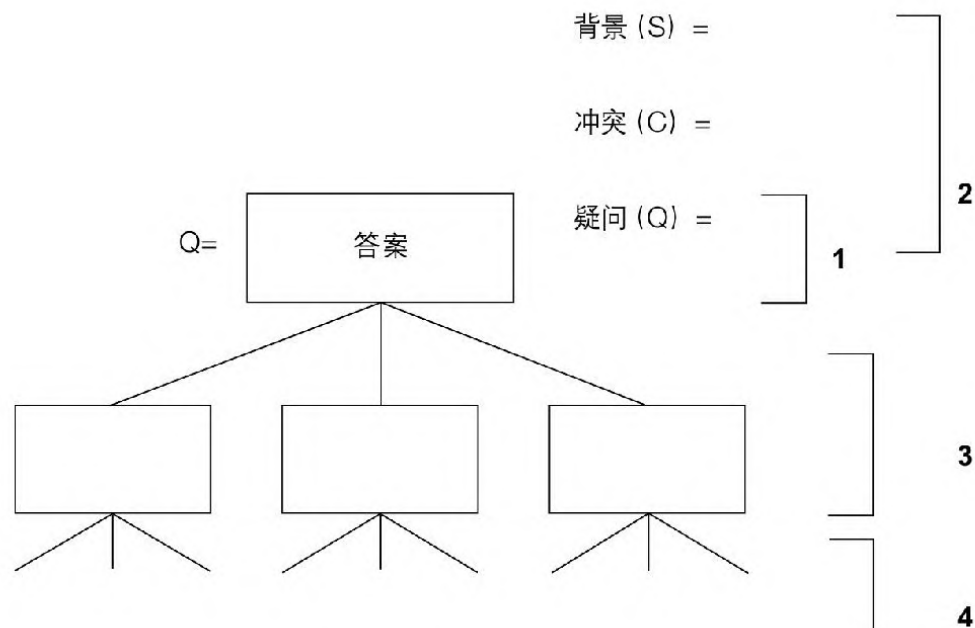 背景 (S) =
冲突 (C) =
2
疑问 (Q) =
Q=
答案
1
3
4